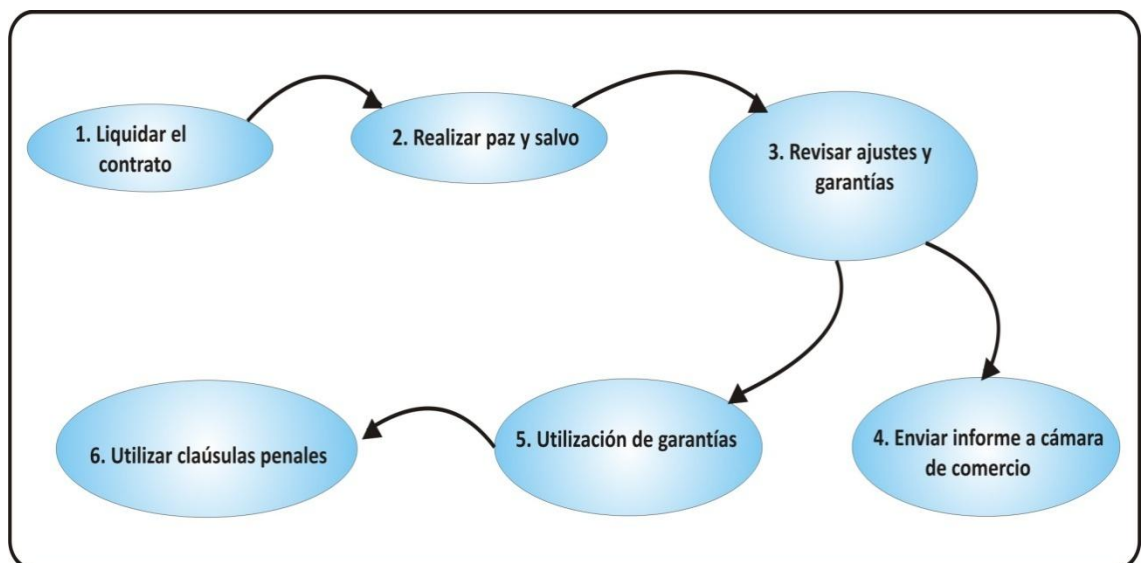 1. Liquidar el
contrato
2. Realizar paz y salvo
3. Revisar ajustes y
garantías
4. Enviar informe a cámara
de comercio
5. Utilización de garantías
6. Utilizar claúsulas penales